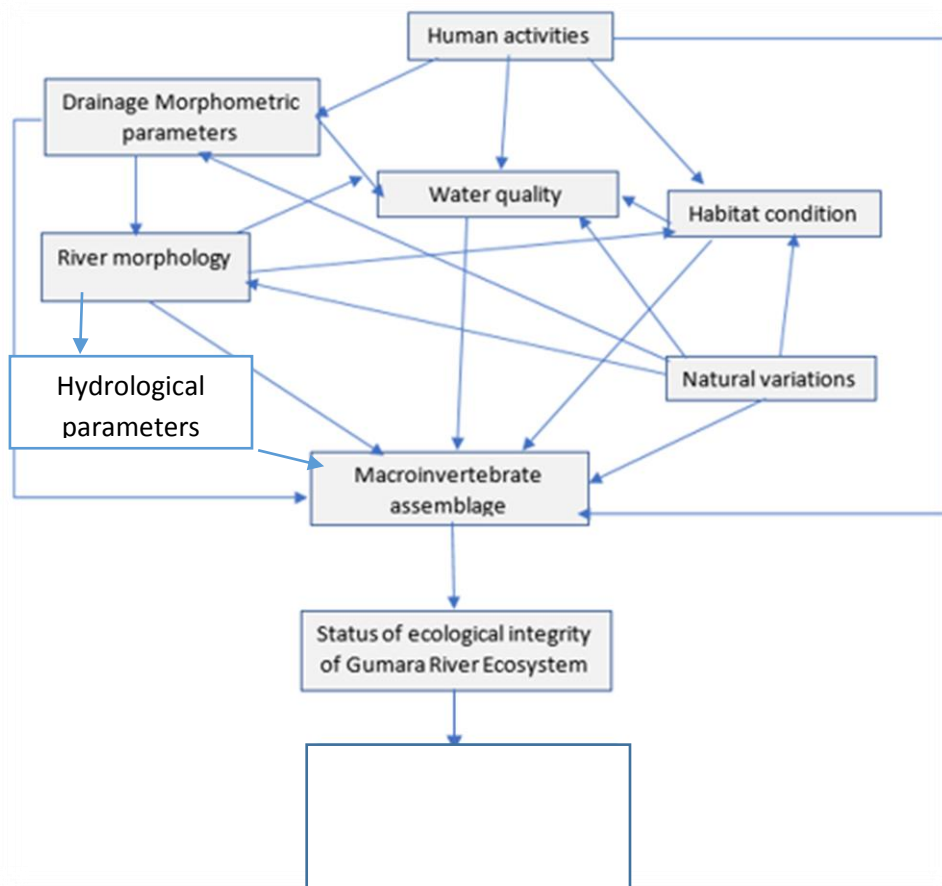 Human activities
Drainage Morphometric
parameters
Water quality
Habitat condition
River morphology
Natural variations
Hydrological
parameters
Macroinvertebrate
assemblage
Status of ecological integrity
of Gumara River Ecosystem